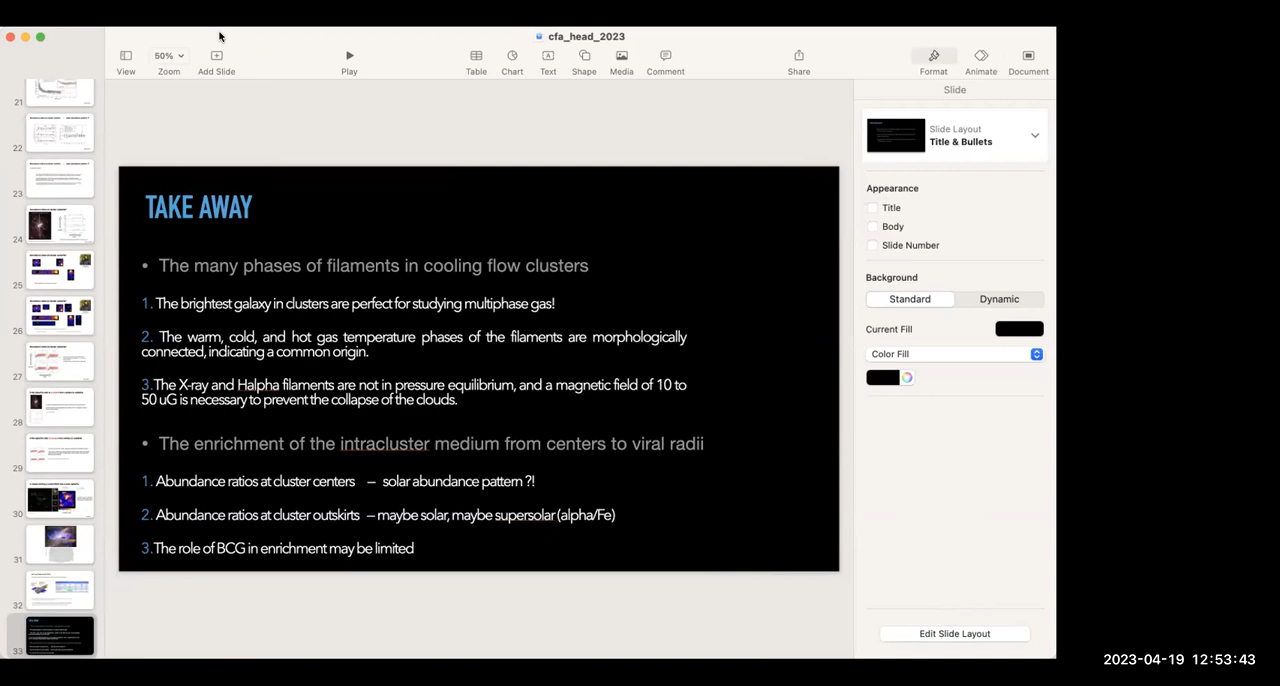 cfa_head_2023
50%
View
Zoom
Add Slide
Play
Table
Chart
Text
Shape
Media
Comment
Share
Format
Animate
Document
21
22
23
24
25
26
27
28
29
30
31
32
33
TAKE AWAY
• The many phases of filaments in cooling flow clusters
1. The brightest galaxy in clusters are perfect for studying multiphase gas!
2. The warm, cold, and hot gas temperature phases of the filaments are morphologically
connected, indicating a common origin.
3.The X-ray and Halpha filaments are not in pressure equilibrium, and a magnetic field of 10 to
50 uG is necessary to prevent the collapse of the clouds.
• The enrichment of the intracluster medium from centers to viral radii
1. Abundance ratios at cluster centers – solar abundance pattern ?!
2. Abundance ratios at cluster outskirts – maybe solar, maybe supersolar (alpha/Fe)
3.The role of BCG in enrichment may be limited
Slide
Slide Layout
Title & Bullets
Appearance
Title
Body
Slide Number
Background
Standard
Dynamic
Current Fill
Color Fill
Edit Slide Layout
2023-04-19 12:53:43